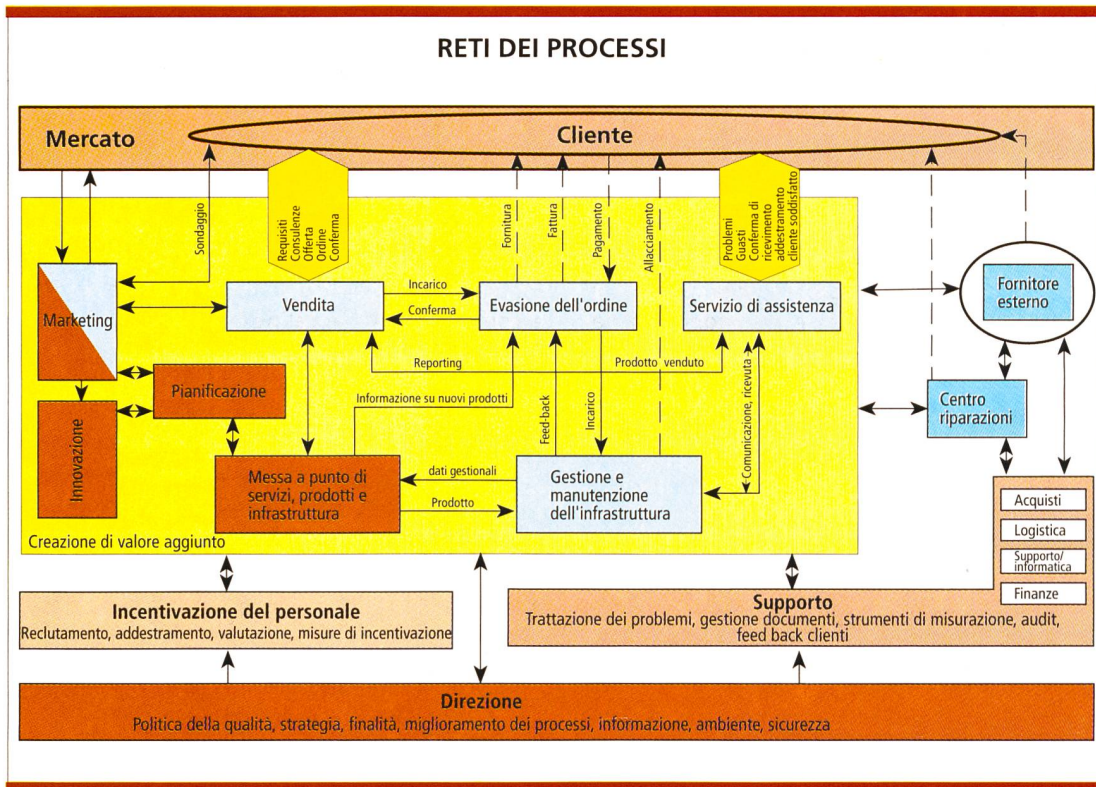 RETI DEI PROCESSI
Mercato
Cliente
Sondaggio
Requisiti
Consulenze
Offerta
Ordine
Conferma
Fornitura
Fattura
Pagamento
Allacciamento
Problemi
Guasti
Conferma di
ricevimento
addestramento
cliente soddisfatto
Marketing
Vendita
Incarico
Conferma
Evasione dell'ordine
Servizio di assistenza
Fornitore
esterno
Reporting
Prodotto venduto
Pianificazione
Informazione su nuovi prodotti
Feed-back
Incarico
Comunicazione, ricevuta
Centro
riparazioni
Innovazione
Messa a punto di
servizi, prodotti e
infrastruttura
dati gestionali
Prodotto
Gestione e
manutenzione
dell'infrastruttura
Creazione di valore aggiunto
Acquisti
Logistica
Supporto/
informatica
Finanze
Incentivazione del personale
Reclutamento, addestramento, valutazione, misure di incentivazione
Supporto
Trattazione dei problemi, gestione documenti, strumenti di misurazione, audit,
feed back clienti
Direzione
Politica della qualità, strategia, finalità, miglioramento dei processi, informazione, ambiente, sicurezza